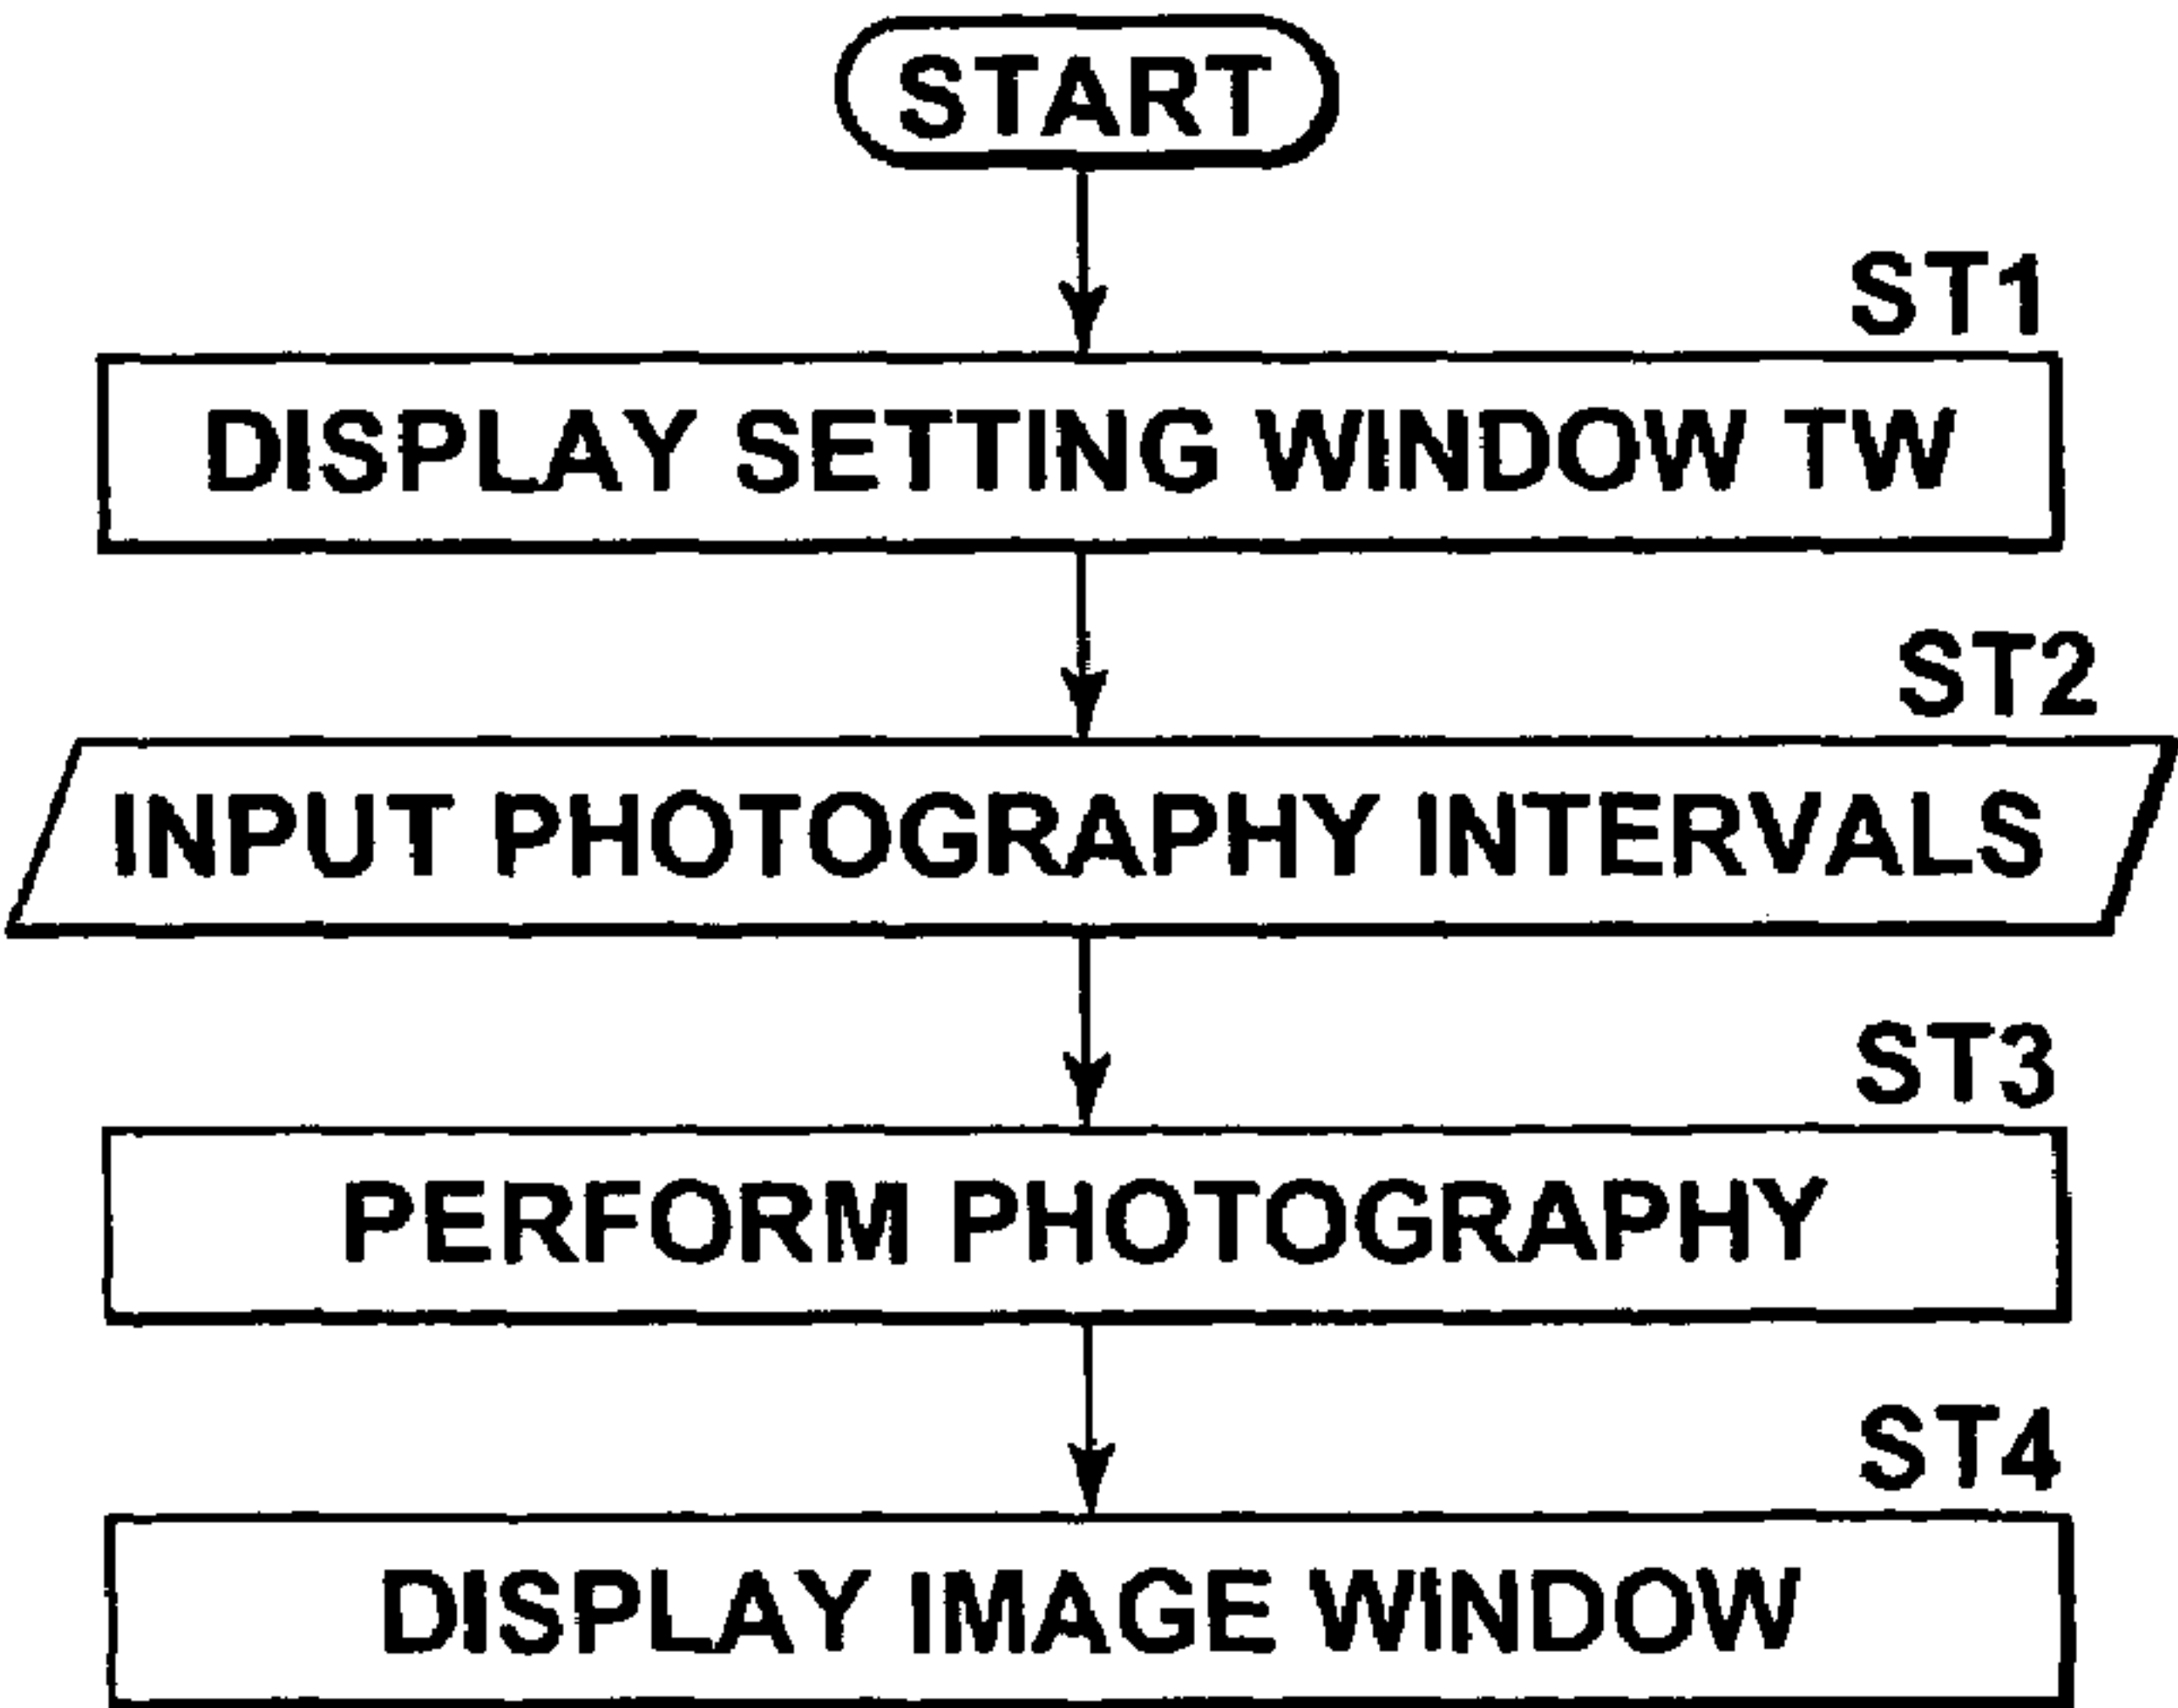 START
ST1
DISPLAY SETTING WINDOW TW
ST2
INPUT PHOTOGRAPHY INTERVALS
ST3
PERFORM PHOTOGRAPHY
ST4
DISPLAY IMAGE WINDOW